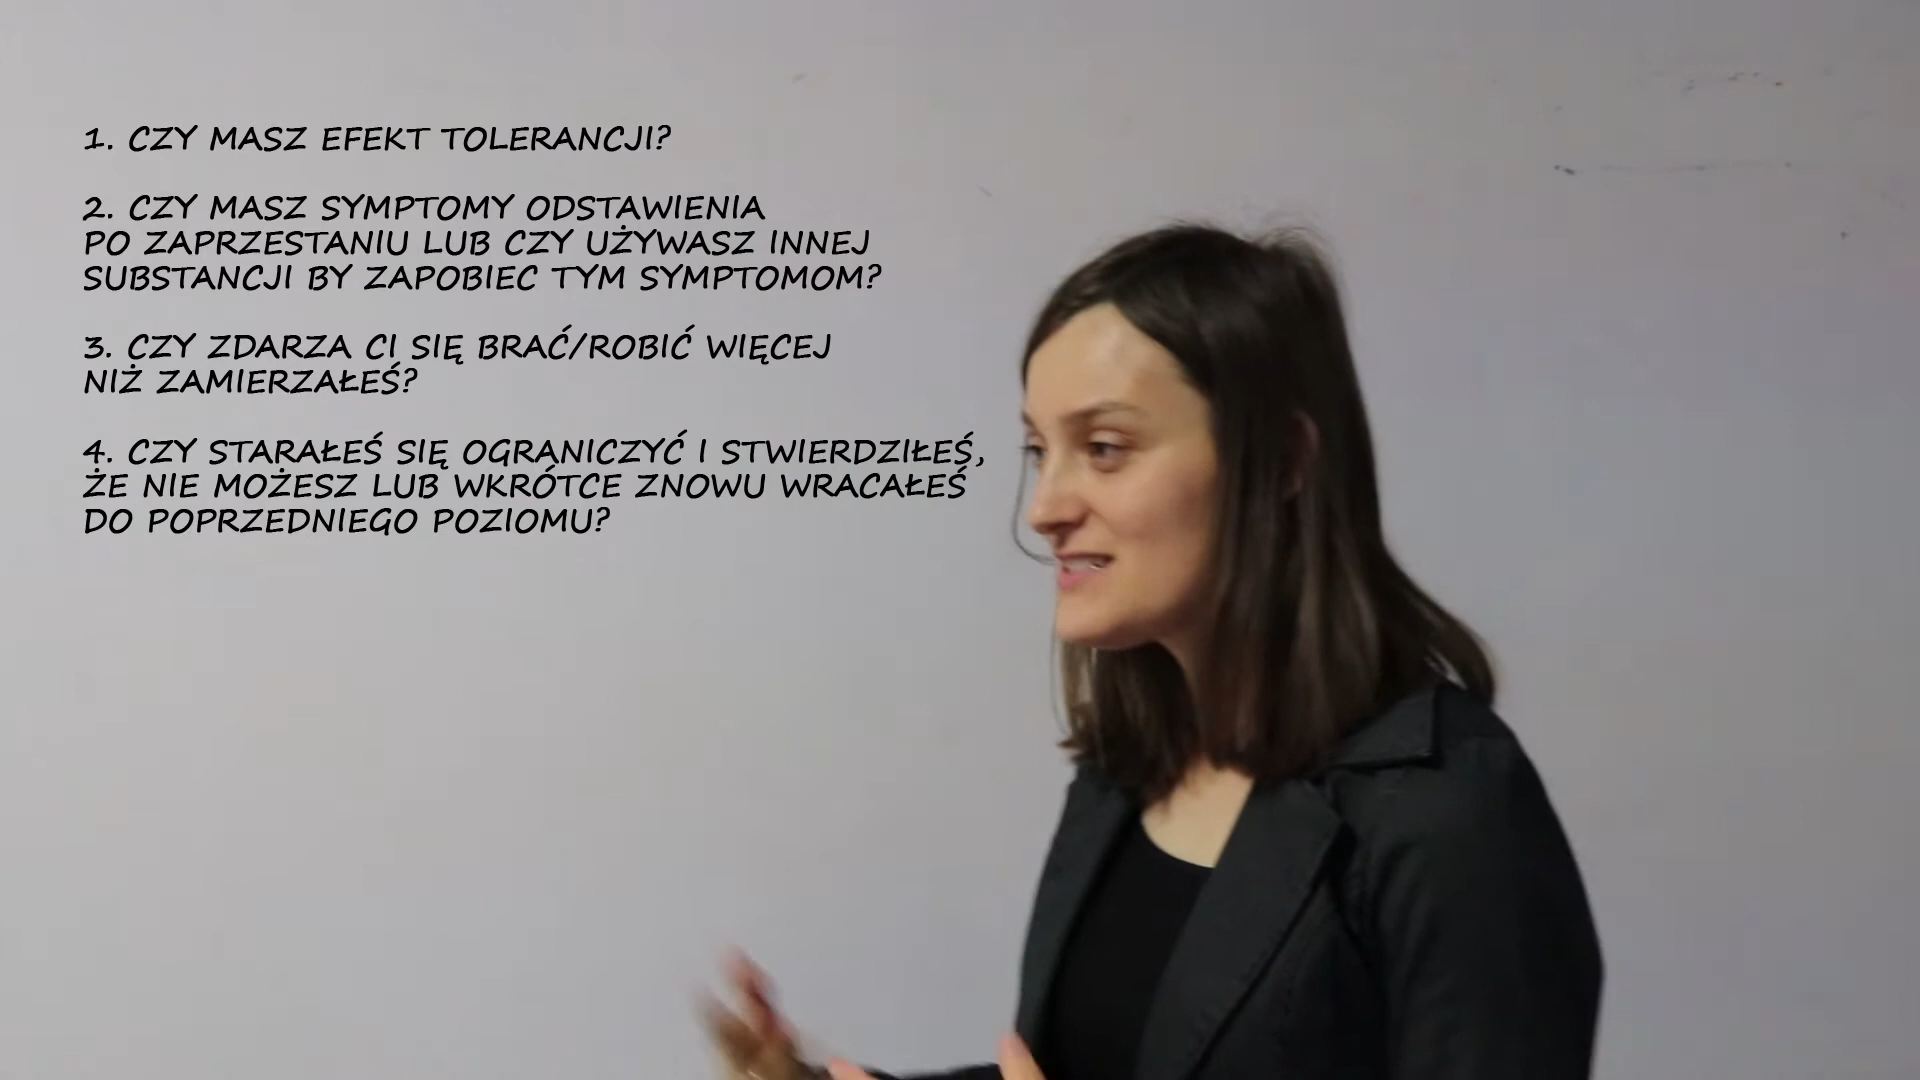 1. CZY MASZ EFEKT TOLERANCJI?
2. CZY MASZ SYMPTOMY ODSTAWIENIA
PO ZAPRZESTANIU LUB CZY UŻYWASZ INNEJ
SUBSTANCJI BY ZAPOBIEC TYM SYMPTOMOM?
3. CZY ZDARZA CI SIĘ BRAĆ/ROBIĆ WIĘCEJ
NIŻ ZAMIERZAŁEŚ?
4. CZY STARAŁEŚ SIĘ OGRANICZYĆ I STWIERDZIŁEŚ,
ŻE NIE MOŻESZ LUB WKRÓTCE ZNOWU WRACAŁEŚ
DO POPRZEDNIEGO POZIOMU?